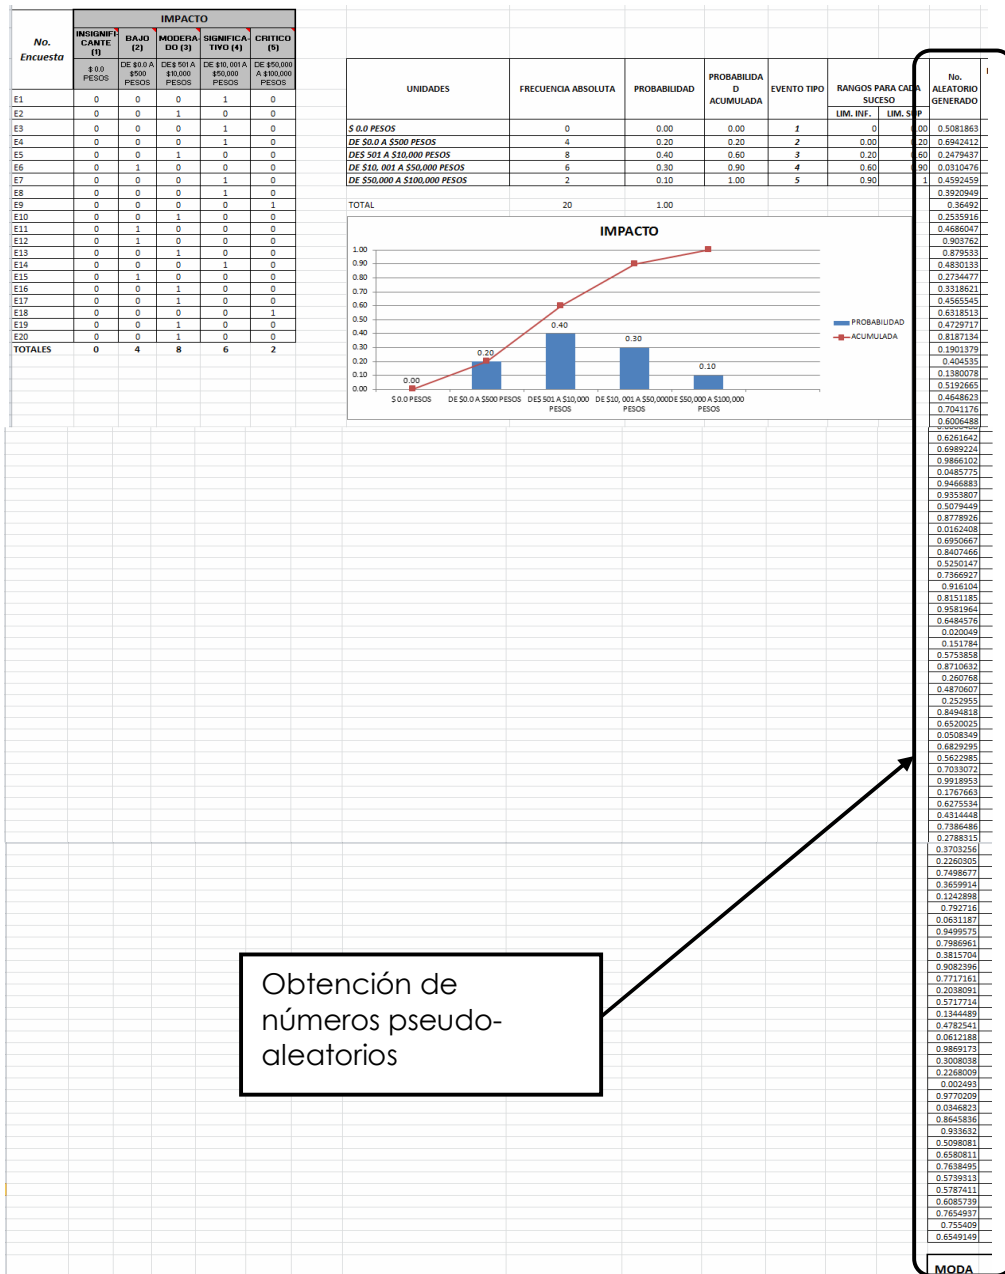 IMPACTO
No. Encuesta
INSIGNIFI-CANTE (1)
BAJO (2)
MODERA-DO (3)
SIGNIFICA-TIVO (4)
CRITICO (5)
$ 0.0 PESOS
DE $0.0 A $500 PESOS
DE$ 501 A $10,000 PESOS
DE $10, 001 A $50,000 PESOS
DE $50,000 A $100,000 PESOS
E1 0 0 0 1 0
E2 0 0 1 0 0
E3 0 0 0 1 0
E4 0 0 0 1 0
E5 0 0 1 0 0
E6 0 1 0 0 0
E7 0 0 0 1 0
E8 0 0 0 1 0
E9 0 0 0 0 1
E10 0 0 1 0 0
E11 0 1 0 0 0
E12 0 1 0 0 0
E13 0 0 1 0 0
E14 0 0 0 1 0
E15 0 1 0 0 0
E16 0 0 1 0 0
E17 0 0 1 0 0
E18 0 0 0 0 1
E19 0 0 1 0 0
E20 0 0 1 0 0
TOTALES 0 4 8 6 2
UNIDADES
FRECUENCIA ABSOLUTA
PROBABILIDAD
PROBABILIDA
D
ACUMULADA
EVENTO TIPO
RANGOS PARA CADA
SUCESO
LIM. INF. LIM. SUP
$ 0.0 PESOS 0 0.00 0.00 1 0 .00
DE $0.0 A $500 PESOS 4 0.20 0.20 2 0.00 .20
DE$ 501 A $10,000 PESOS 8 0.40 0.60 3 0.20 .60
DE $10, 001 A $50,000 PESOS 6 0.30 0.90 4 0.60 .90
DE $50,000 A $100,000 PESOS 2 0.10 1.00 5 0.90 1
TOTAL 20 1.00
IMPACTO
1.00
0.90
0.80
0.70
0.60
0.50
0.40
0.30
0.20
0.10
0.00
0.00
0.20
0.40
0.30
0.10
$ 0.0 PESOS
DE $0.0 A $500 PESOS
DE$ 501 A $10,000 PESOS
DE $10, 001 A $50,000 PESOS
DE $50,000 A $100,000 PESOS
PROBABILIDAD
ACUMULADA
No.
ALEATORIO
GENERADO
0.5081863
0.6942412
0.2479437
0.0310476
0.4592459
0.3920949
0.36492
0.2535916
0.4686047
0.903762
0.879533
0.4830133
0.2734477
0.3318621
0.4565545
0.6318513
0.4729717
0.8187134
0.1901379
0.404535
0.1380078
0.5192665
0.4648623
0.7041176
0.6006488
0.6261642
0.6989224
0.9866102
0.0485775
0.9466883
0.9353807
0.5079449
0.8778926
0.0162408
0.6950667
0.8407466
0.5250147
0.7366927
0.916104
0.8151185
0.9581964
0.6484576
0.020049
0.151784
0.5753858
0.8710632
0.260768
0.4870607
0.252955
0.8494818
0.6520025
0.0508349
0.6829295
0.5622985
0.7033072
0.9918953
0.1767663
0.6275534
0.4314448
0.7386486
0.2788315
0.3703256
0.2260305
0.7498677
0.3659914
0.1242898
0.792716
0.0631187
0.9499575
0.7986961
0.3815704
0.9082396
0.7717161
0.2038091
0.5717714
0.1344489
0.4782541
0.0612188
0.9869173
0.3008038
0.2268009
0.002493
0.9770209
0.0346823
0.8645836
0.933632
0.5098081
0.6580811
0.7638495
0.5739313
0.5787411
0.6085739
0.7654937
0.755409
0.6549149
MODA
Obtención de
números pseudo-
aleatorios